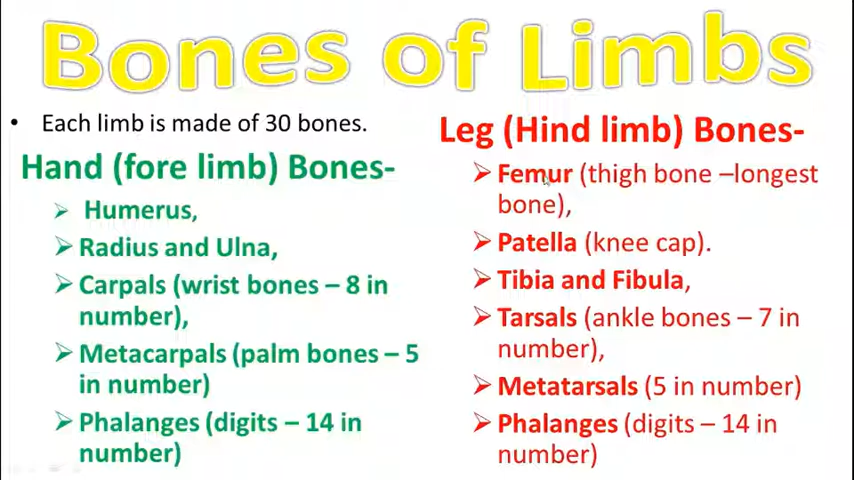 Bones of Limbs
• Each limb is made of 30 bones.
Hand (fore limb) Bones-
➢ Humerus,
➢ Radius and Ulna,
➢ Carpals (wrist bones – 8 in
number),
➢ Metacarpals (palm bones – 5
in number)
➢ Phalanges (digits – 14 in
number)
Leg (Hind limb) Bones-
➢ Femur (thigh bone –longest
bone),
➢ Patella (knee cap).
➢ Tibia and Fibula,
➢ Tarsals (ankle bones – 7 in
number),
➢ Metatarsals (5 in number)
➢ Phalanges (digits – 14 in
number)